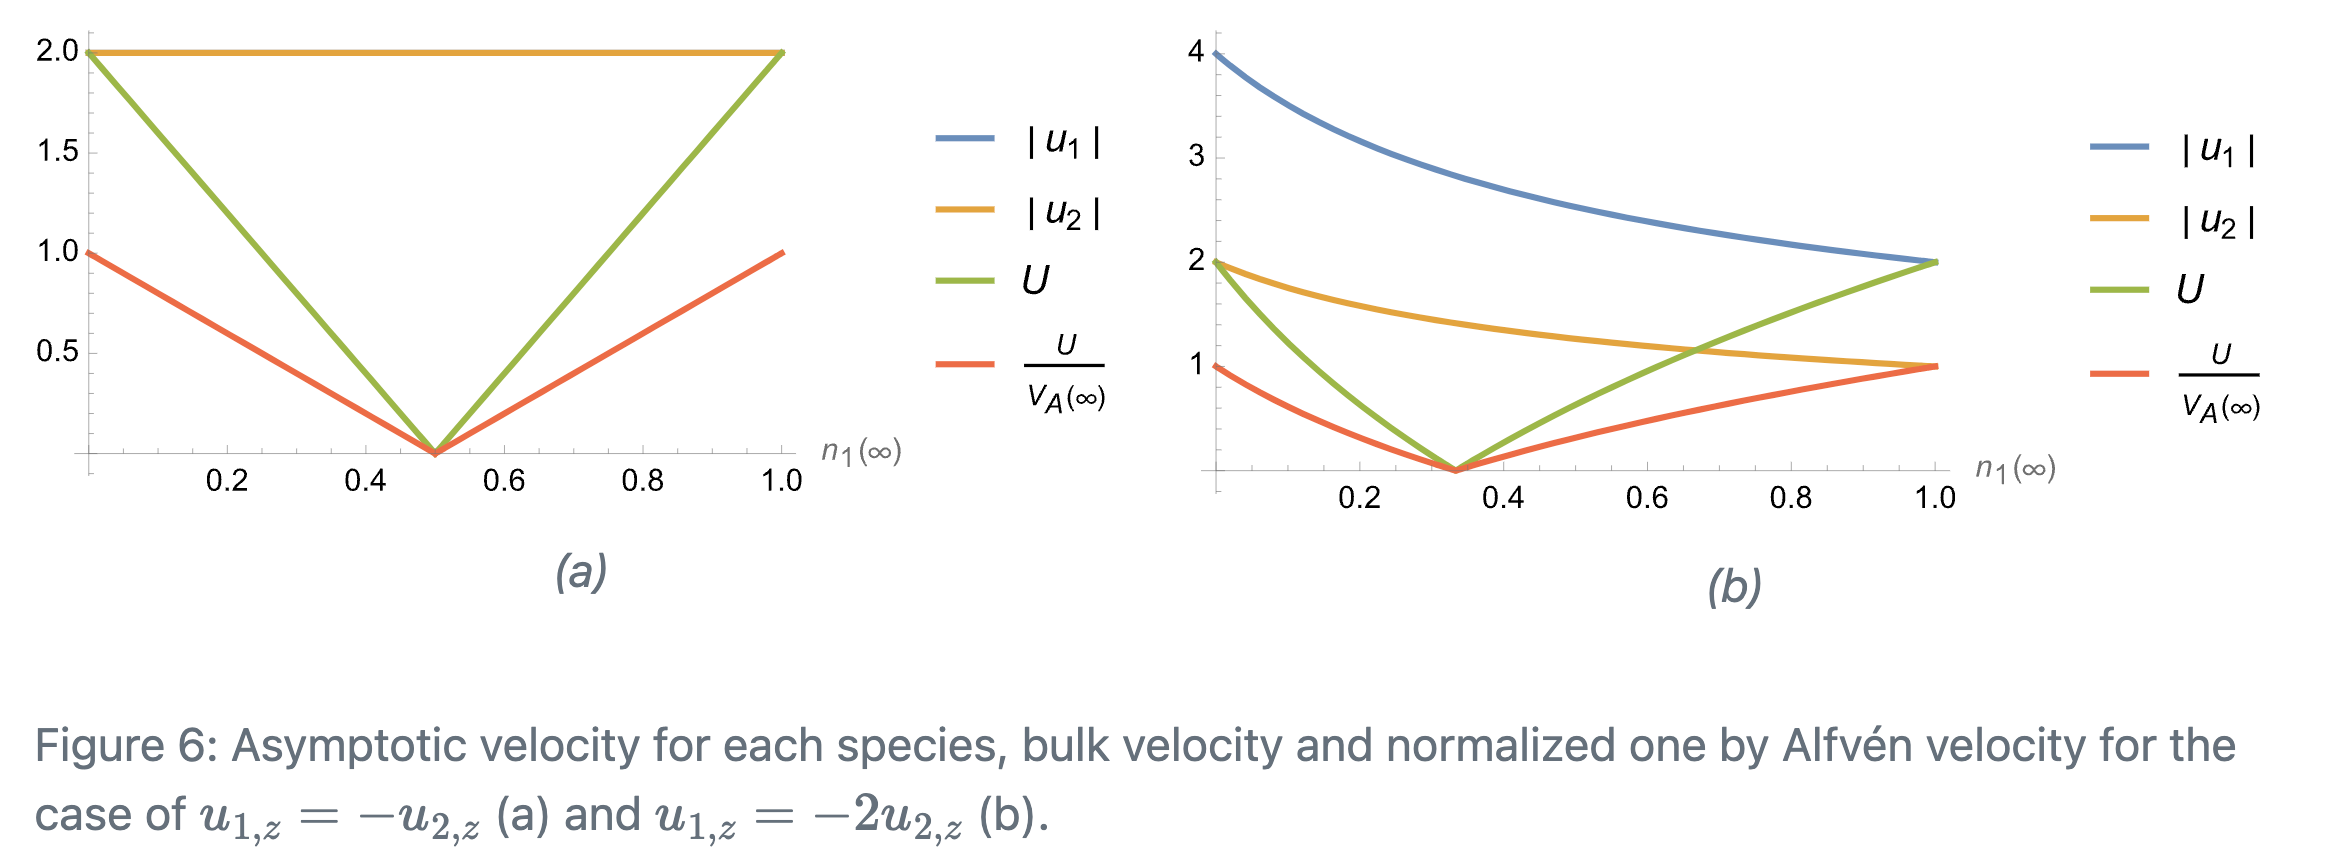 2.0
1.5
1.0
0.5
0.2 0.4 0.6 0.8 1.0
n₁(∞)
|u₁|
|u₂|
U
U
V_A(∞)
(a)
4
3
2
1
0.2 0.4 0.6 0.8 1.0
n₁(∞)
|u₁|
|u₂|
U
U
V_A(∞)
(b)
Figure 6: Asymptotic velocity for each species, bulk velocity and normalized one by Alfvén velocity for the
case of u₁,z = −u₂,z (a) and u₁,z = −2u₂,z (b).